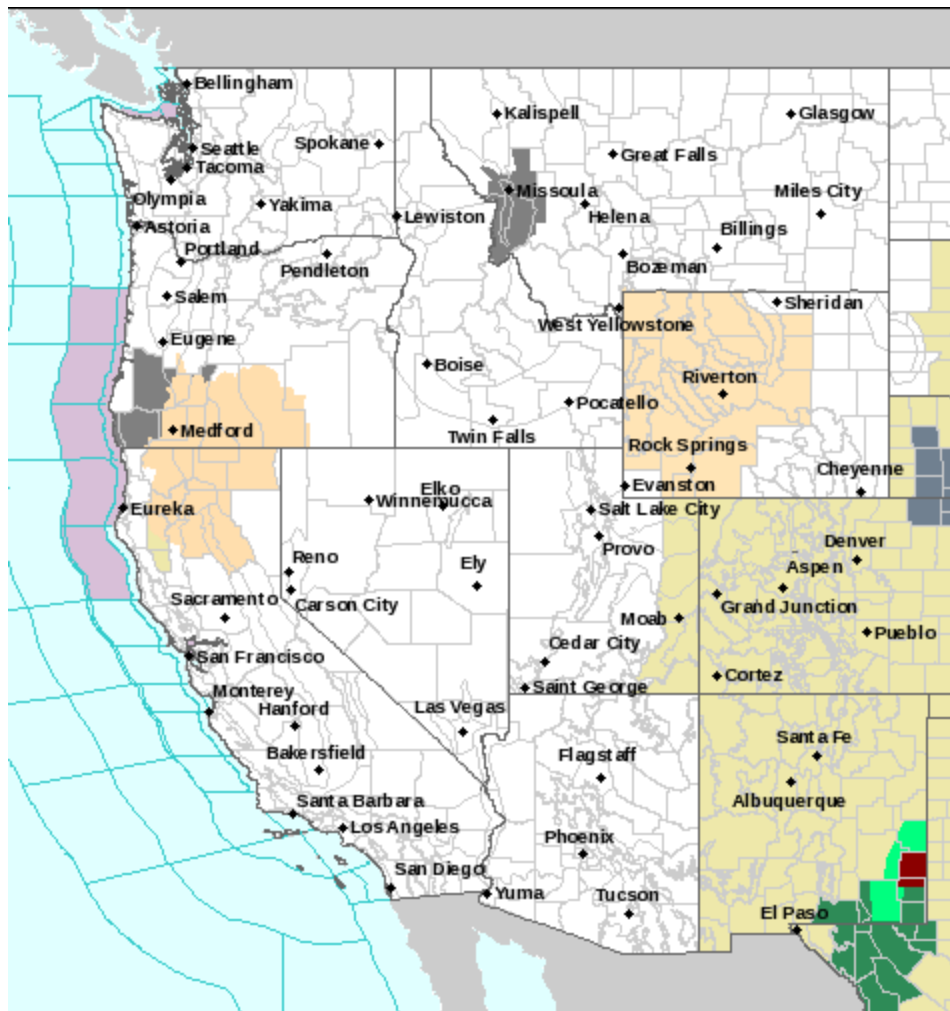 Bellingham
Kalispell
Glasgow
Seattle
Spokane
Great Falls
Tacoma
Missoula
Miles City
Olympia
Yakima
Lewiston
Helena
Astoria
Billings
Portland
Pendleton
Bozeman
Salem
Sheridan
West Yellowstone
Eugene
Boise
Riverton
Pocatello
Medford
Twin Falls
Rock Springs
Cheyenne
Evanston
Elko
Winnemucca
Eureka
Salt Lake City
Denver
Provo
Reno
Ely
Aspen
Sacramento
Carson City
Grand Junction
Moab
Pueblo
Cedar City
San Francisco
Cortez
Saint George
Monterey
Hanford
Las Vegas
Santa Fe
Bakersfield
Flagstaff
Albuquerque
Santa Barbara
Los Angeles
Phoenix
San Diego
Yuma
Tucson
El Paso